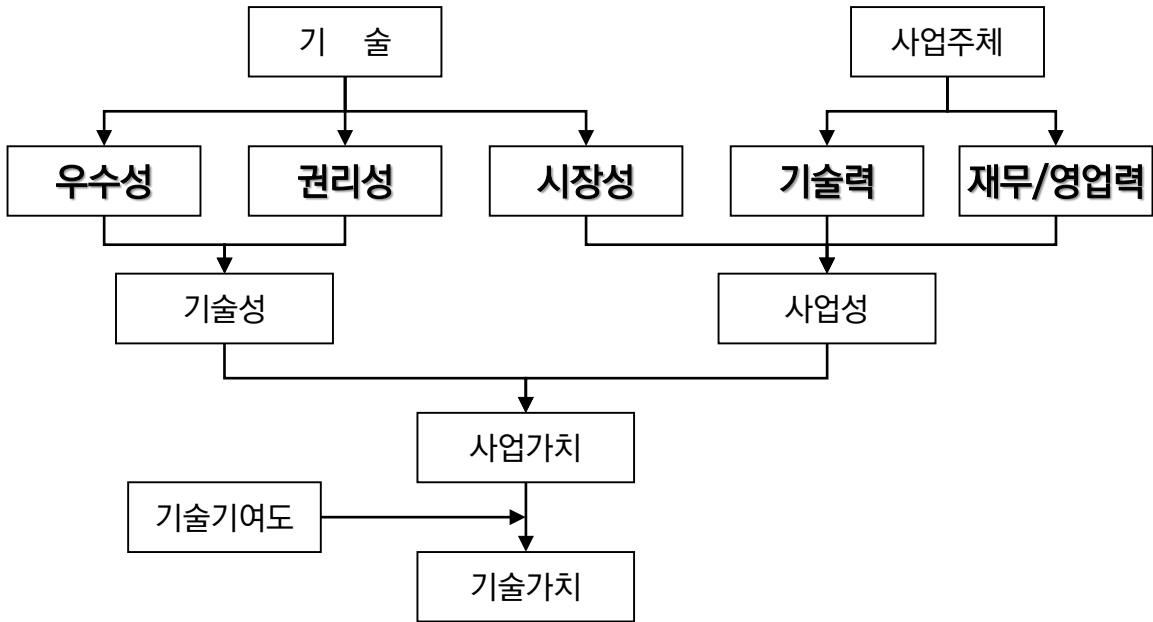 기 술
사업주체
우수성
권리성
시장성
기술력
재무/영업력
기술성
사업성
사업가치
기술기여도
기술가치